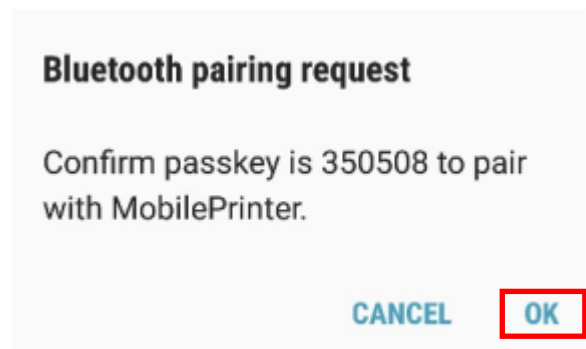 Bluetooth pairing request
Confirm passkey is 350508 to pair
with MobilePrinter.
CANCEL OK